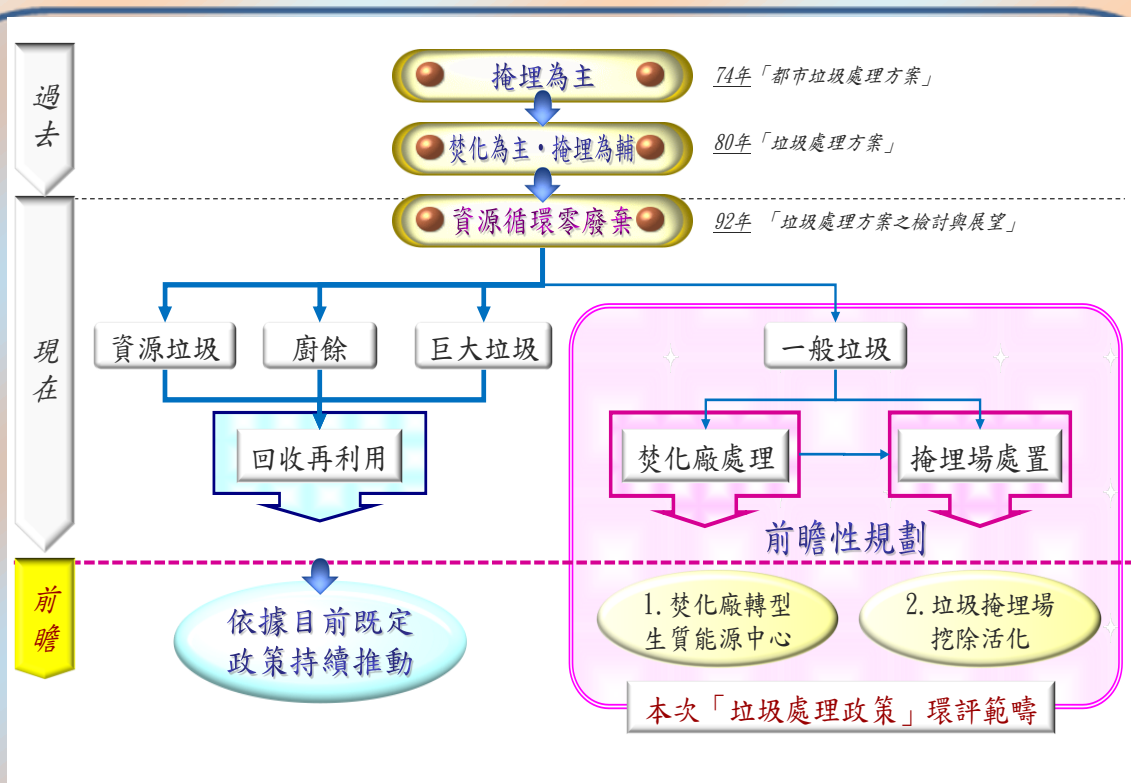 過去
掩埋為主
74年「都市垃圾處理方案」
焚化為主・掩埋為輔
80年「垃圾處理方案」
資源循環零廢棄
92年 「垃圾處理方案之檢討與展望」
現在
資源垃圾
廚餘
巨大垃圾
一般垃圾
回收再利用
焚化廠處理
掩埋場處置
前瞻性規劃
前瞻
依據目前既定
政策持續推動
1.焚化廠轉型
生質能源中心
2.垃圾掩埋場
挖除活化
本次「垃圾處理政策」環評範疇